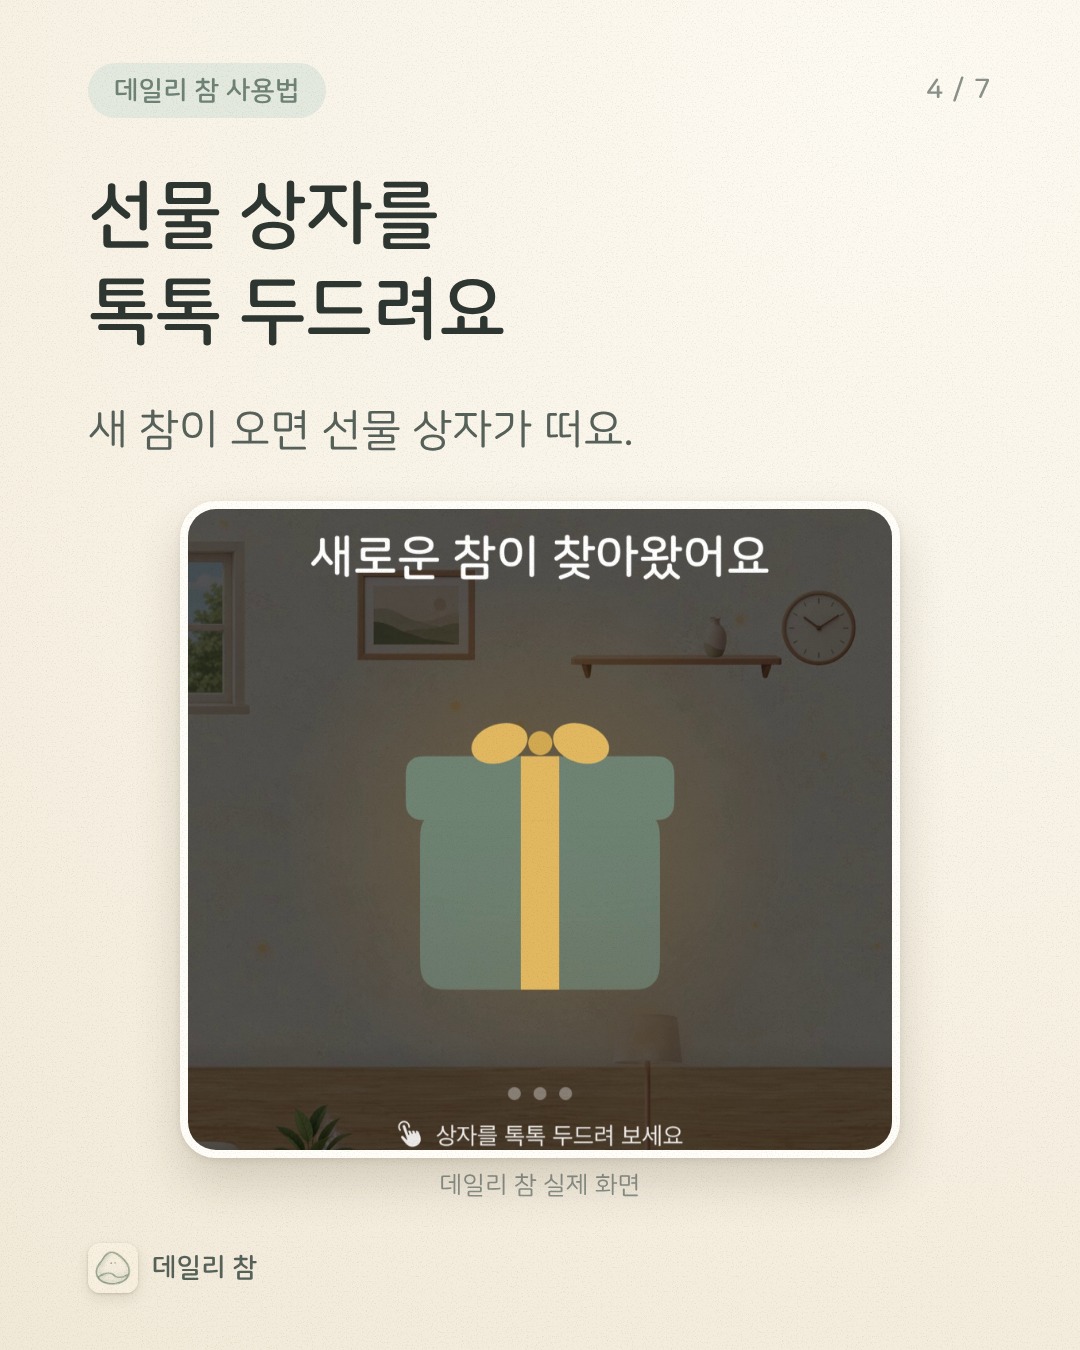 데일리 참 사용법
4 / 7
선물 상자를
톡톡 두드려요
새 참이 오면 선물 상자가 떠요.
새로운 참이 찾아왔어요
상자를 톡톡 두드려 보세요
데일리 참 실제 화면
데일리 참